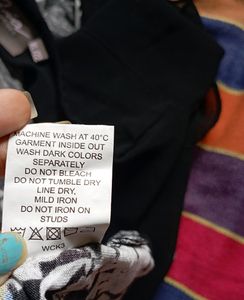 MACHINE WASH AT 40°C
GARMENT INSIDE OUT
WASH DARK COLORS
SEPARATELY
DO NOT BLEACH
DO NOT TUMBLE DRY
LINE DRY,
MILD IRON
DO NOT IRON ON
STUDS
WCK3